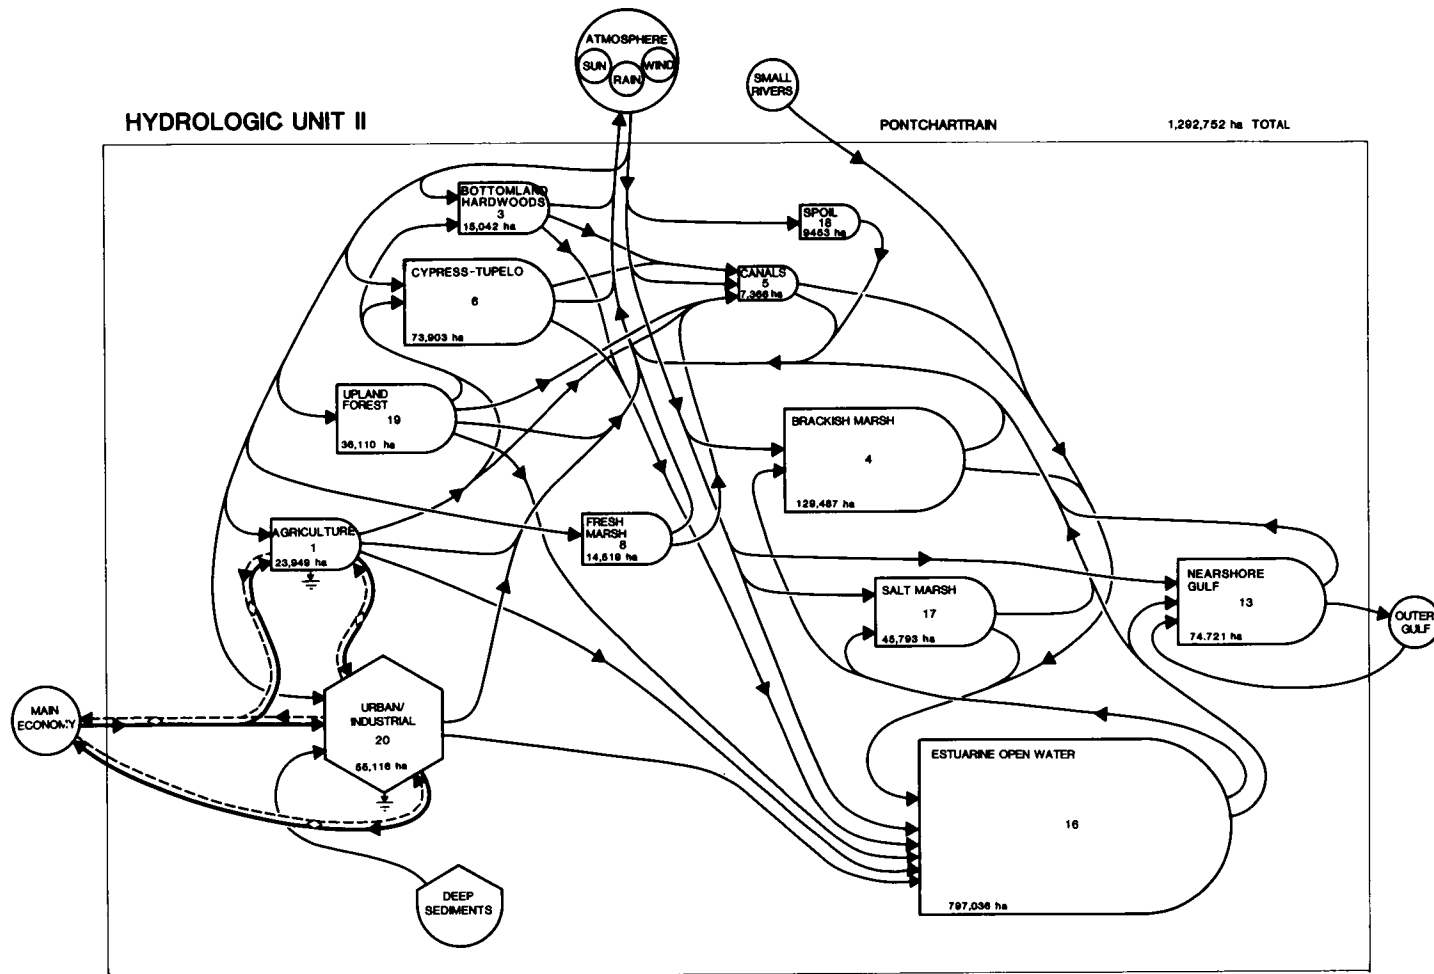 ATMOSPHERE
SUN
WIND
RAIN
SMALL
RIVERS
HYDROLOGIC UNIT II
PONTCHARTRAIN
1,292,752 ha TOTAL
BOTTOMLAND
HARDWOODS
3
15,042 ha
SPOIL
18
9453 ha
CYPRESS-TUPELO
6
73,903 ha
CANALS
5
7,366 ha
UPLAND
FOREST
19
36,110 ha
BRACKISH MARSH
4
129,487 ha
AGRICULTURE
1
23,949 ha
FRESH
MARSH
8
14,519 ha
NEARSHORE
GULF
13
74.721 ha
SALT MARSH
17
45,793 ha
OUTER
GULF
MAIN
ECONOMY
URBAN/
INDUSTRIAL
20
55,116 ha
ESTUARINE OPEN WATER
16
797,036 ha
DEEP
SEDIMENTS